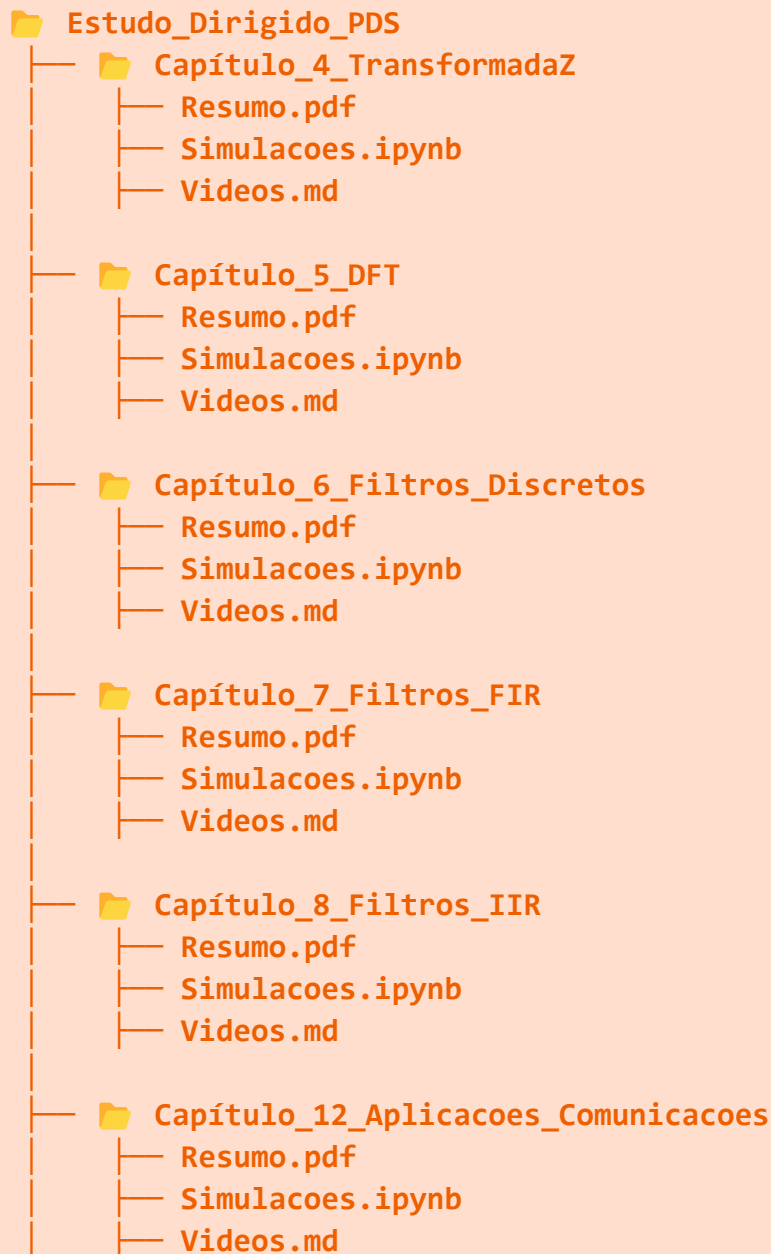 Estudo_Dirigido_PDS
├── Capítulo_4_TransformadaZ
│   ├── Resumo.pdf
│   ├── Simulacoes.ipynb
│   ├── Videos.md
│
├── Capítulo_5_DFT
│   ├── Resumo.pdf
│   ├── Simulacoes.ipynb
│   ├── Videos.md
│
├── Capítulo_6_Filtros_Discretos
│   ├── Resumo.pdf
│   ├── Simulacoes.ipynb
│   ├── Videos.md
│
├── Capítulo_7_Filtros_FIR
│   ├── Resumo.pdf
│   ├── Simulacoes.ipynb
│   ├── Videos.md
│
├── Capítulo_8_Filtros_IIR
│   ├── Resumo.pdf
│   ├── Simulacoes.ipynb
│   ├── Videos.md
│
├── Capítulo_12_Aplicacoes_Comunicacoes
│   ├── Resumo.pdf
│   ├── Simulacoes.ipynb
│   ├── Videos.md